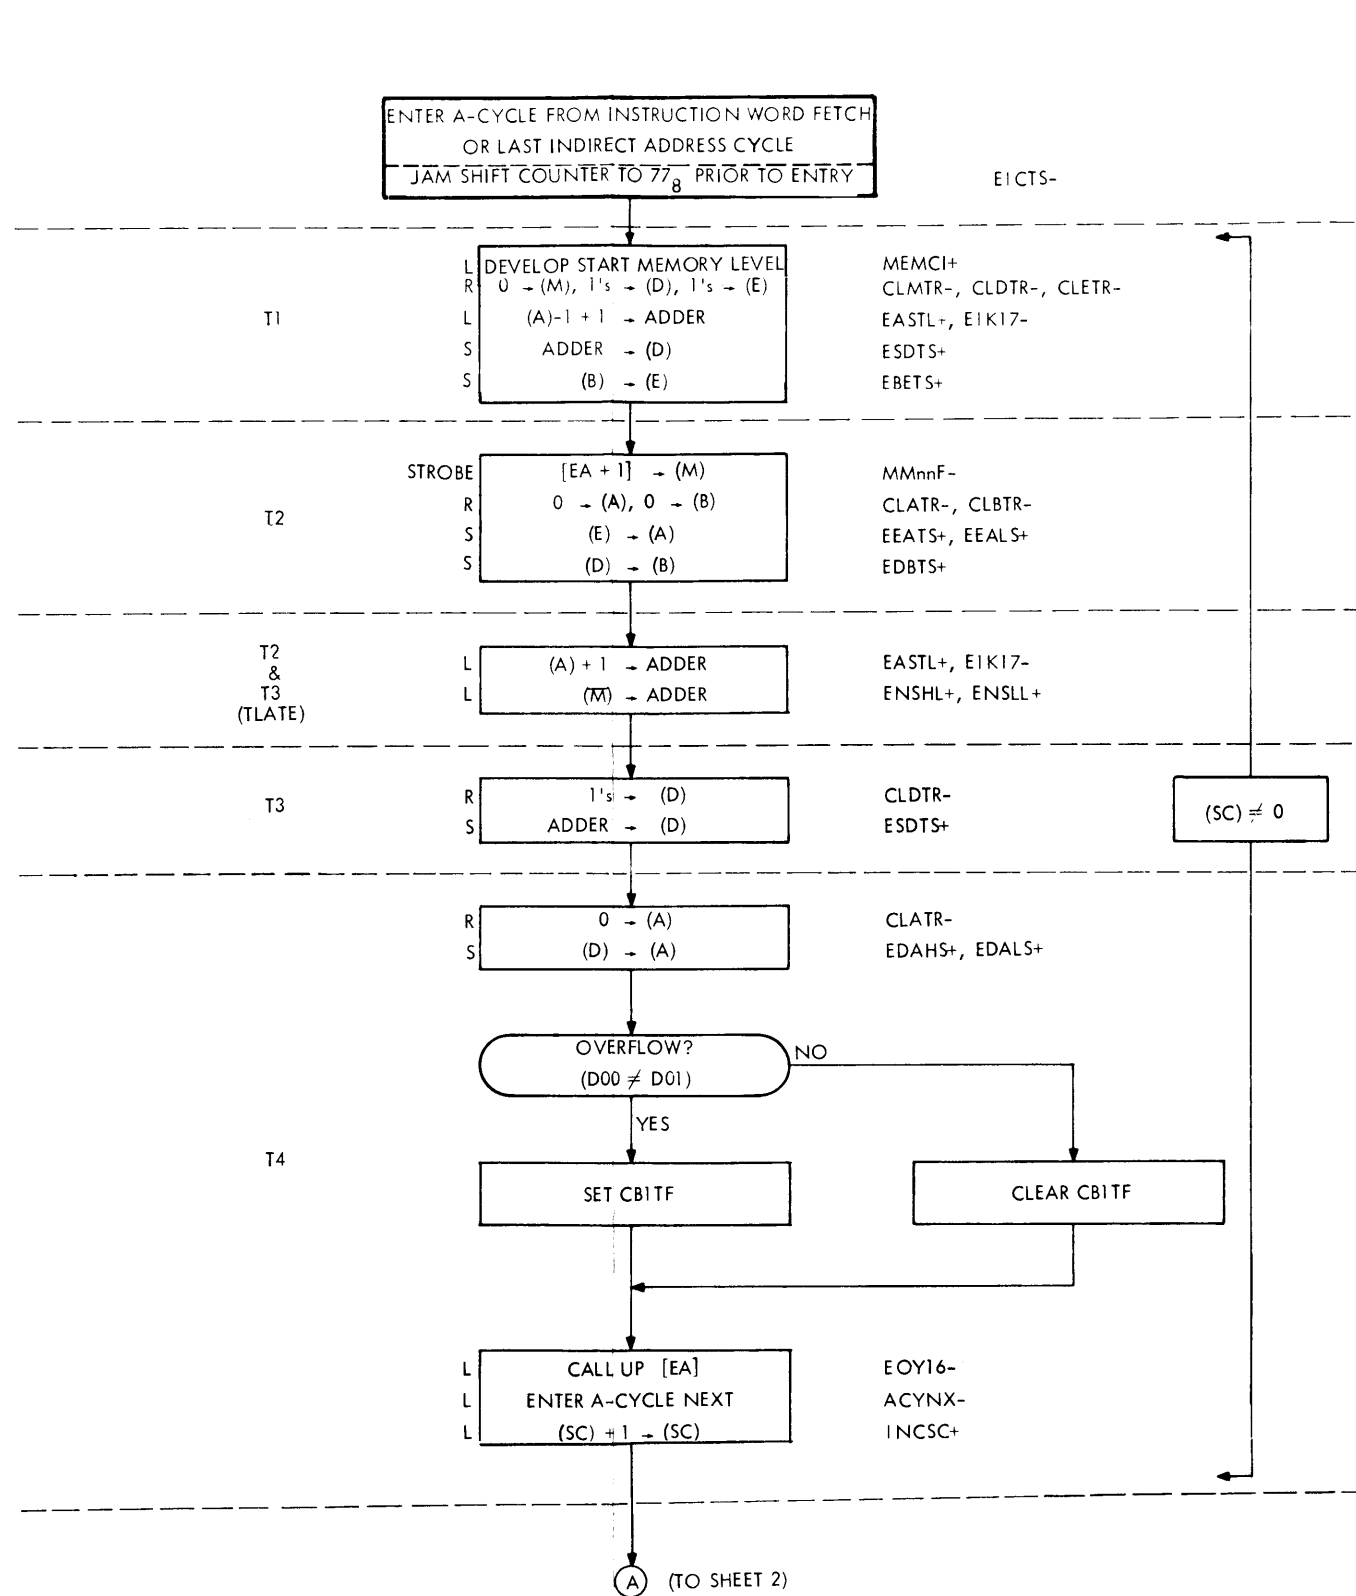 ENTER A-CYCLE FROM INSTRUCTION WORD FETCH
OR LAST INDIRECT ADDRESS CYCLE
JAM SHIFT COUNTER TO 77₈ PRIOR TO ENTRY
EICTS-
T1
L DEVELOP START MEMORY LEVEL MEMCI+
R 0 → (M), 1's → (D), 1's → (E) CLMTR-, CLDTR-, CLETR-
L (A)-1 + 1 → ADDER EASTL+, E1K17-
S ADDER → (D) ESDTS+
S (B) → (E) EBETS+
T2
STROBE [EA + 1] → (M) MMnnF-
R 0 → (A), 0 → (B) CLATR-, CLBTR-
S (E) → (A) EEATS+, EEALS+
S (D) → (B) EDBTS+
T2
&
T3
(TLATE)
L (A) + 1 → ADDER EASTL+, E1K17-
L (M̅) → ADDER ENSHL+, ENSLL+
T3
R 1's → (D) CLDTR-
S ADDER → (D) ESDTS+
(SC) ≠ 0
R 0 → (A) CLATR-
S (D) → (A) EDAHS+, EDALS+
OVERFLOW?
(D00 ≠ D01)
NO
YES
T4
SET CB1TF
CLEAR CB1TF
L CALL UP [EA] EOY16-
L ENTER A-CYCLE NEXT ACYNX-
L (SC) + 1 → (SC) INCSC+
A (TO SHEET 2)